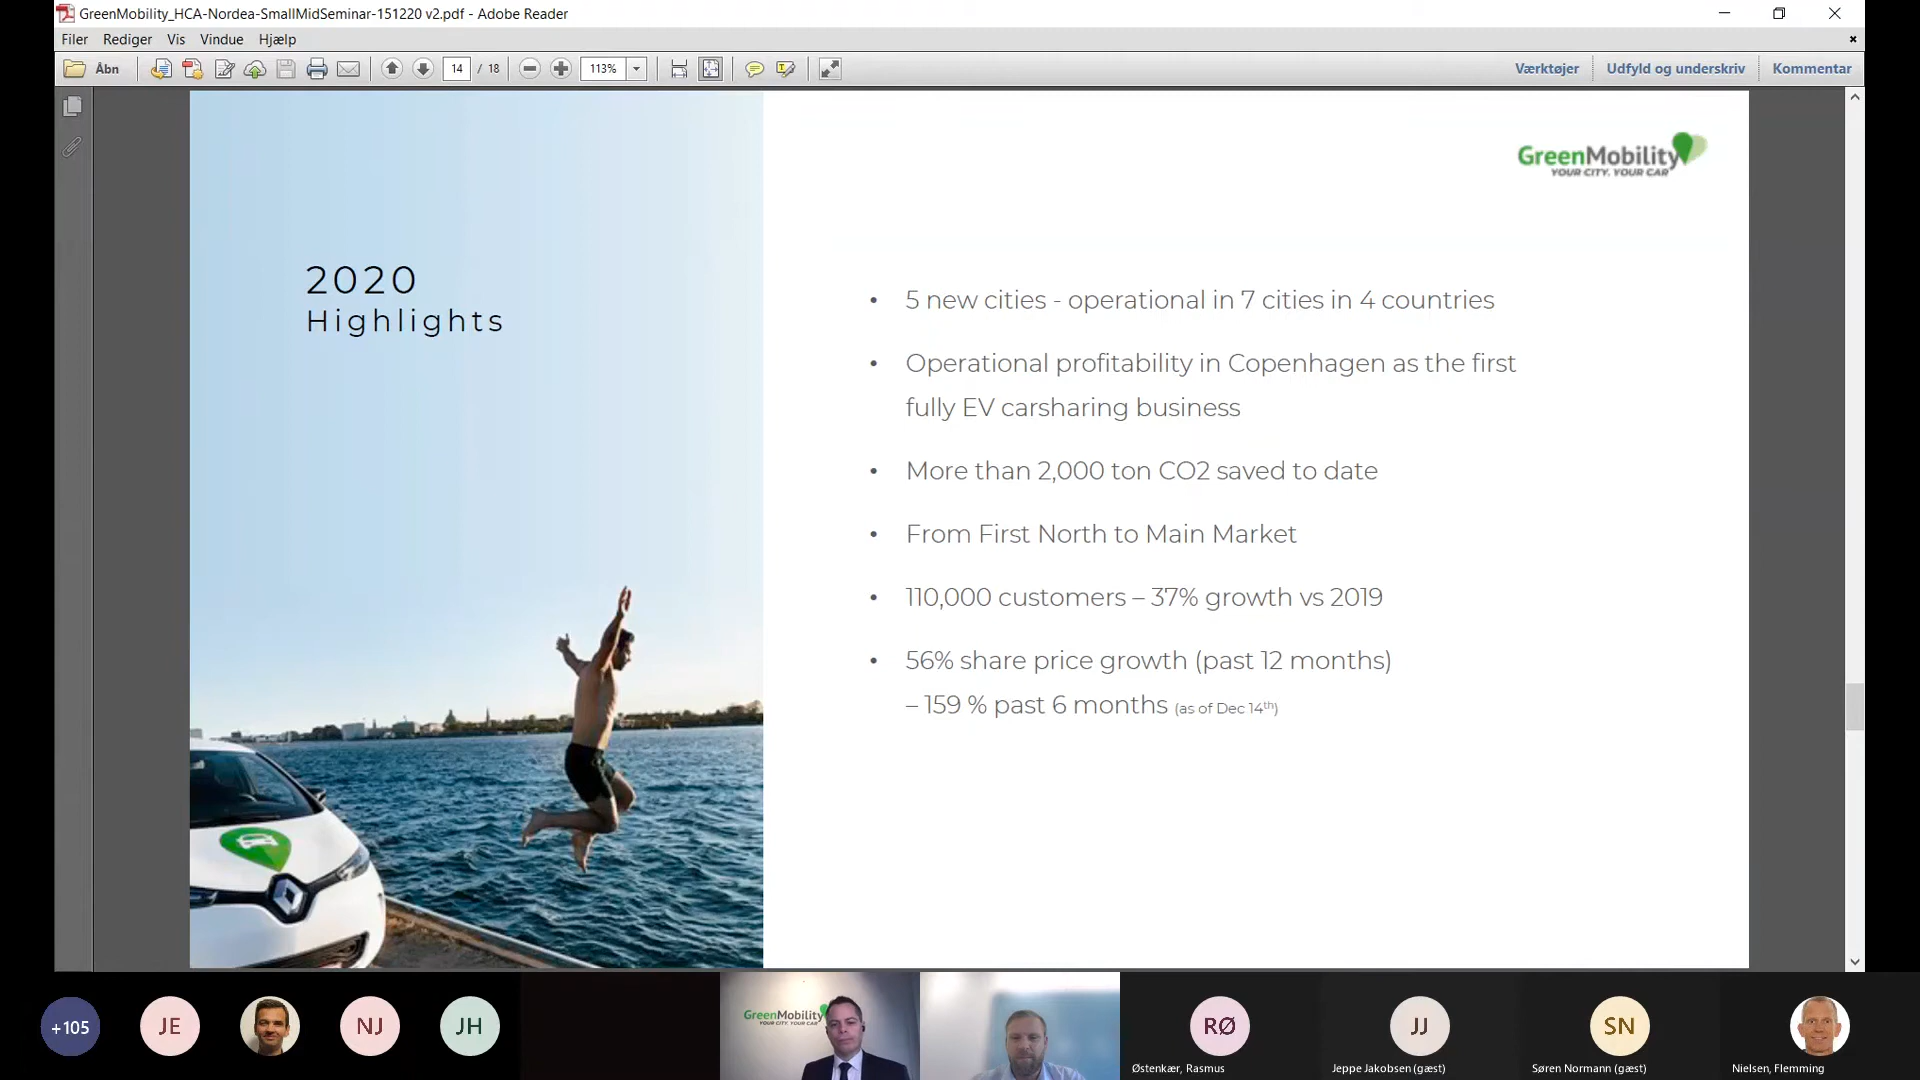 GreenMobility_HCA-Nordea-SmallMidSeminar-151220 v2.pdf - Adobe Reader
Filer Rediger Vis Vindue Hjælp
Åbn 14 / 18 113% Værktøjer Udfyld og underskriv Kommentar
GreenMobility
YOUR CITY. YOUR CAR
2020
Highlights
• 5 new cities - operational in 7 cities in 4 countries
• Operational profitability in Copenhagen as the first
fully EV carsharing business
• More than 2,000 ton CO2 saved to date
• From First North to Main Market
• 110,000 customers – 37% growth vs 2019
• 56% share price growth (past 12 months)
– 159 % past 6 months (as of Dec 14th)
+105 JE NJ JH
GreenMobility
YOUR CITY. YOUR CAR
RØ JJ SN
Østenkær, Rasmus Jeppe Jakobsen (gæst) Søren Normann (gæst) Nielsen, Flemming